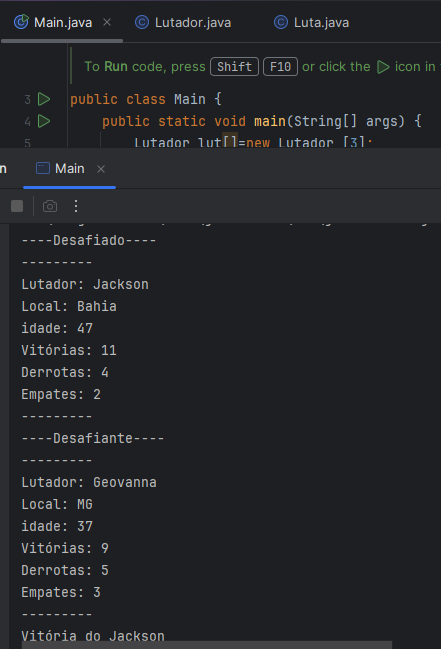 Main.java × Lutador.java Luta.java
To Run code, press Shift F10 or click the icon in
3 public class Main {
4 public static void main(String[] args) {
5 Lutador lut[]=new Lutador [3];
n Main ×
----Desafiado----
---------
Lutador: Jackson
Local: Bahia
idade: 47
Vitórias: 11
Derrotas: 4
Empates: 2
---------
----Desafiante----
---------
Lutador: Geovanna
Local: MG
idade: 37
Vitórias: 9
Derrotas: 5
Empates: 3
---------
Vitória do Jackson